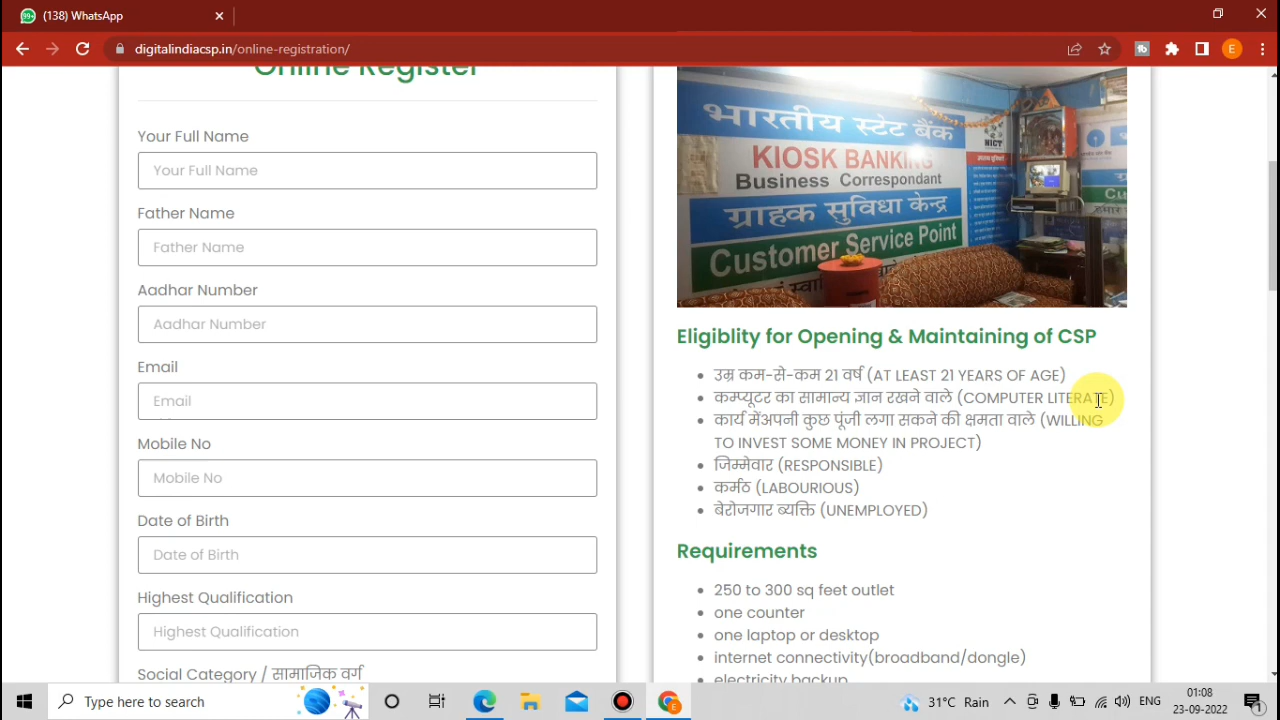 (138) WhatsApp
digitalindiacsp.in/online-registration/
Online Register
Your Full Name
Your Full Name
Father Name
Father Name
Aadhar Number
Aadhar Number
Email
Email
Mobile No
Mobile No
Date of Birth
Date of Birth
Highest Qualification
Highest Qualification
Social Category / सामाजिक वर्ग
भारतीय स्टेट बैंक
KIOSK BANKING
Business Correspondant
ग्राहक सुविधा केन्द्र
Customer Service Point
NICT
Eligiblity for Opening & Maintaining of CSP
उम्र कम-से-कम 21 वर्ष (AT LEAST 21 YEARS OF AGE)
कम्प्यूटर का सामान्य ज्ञान रखने वाले (COMPUTER LITERATE)
कार्य मेंअपनी कुछ पूंजी लगा सकने की क्षमता वाले (WILLING
TO INVEST SOME MONEY IN PROJECT)
जिम्मेवार (RESPONSIBLE)
कर्मठ (LABOURIOUS)
बेरोजगार ब्यक्ति (UNEMPLOYED)
Requirements
250 to 300 sq feet outlet
one counter
one laptop or desktop
internet connectivity(broadband/dongle)
electricity backup
Type here to search
31°C Rain
ENG
01:08
23-09-2022